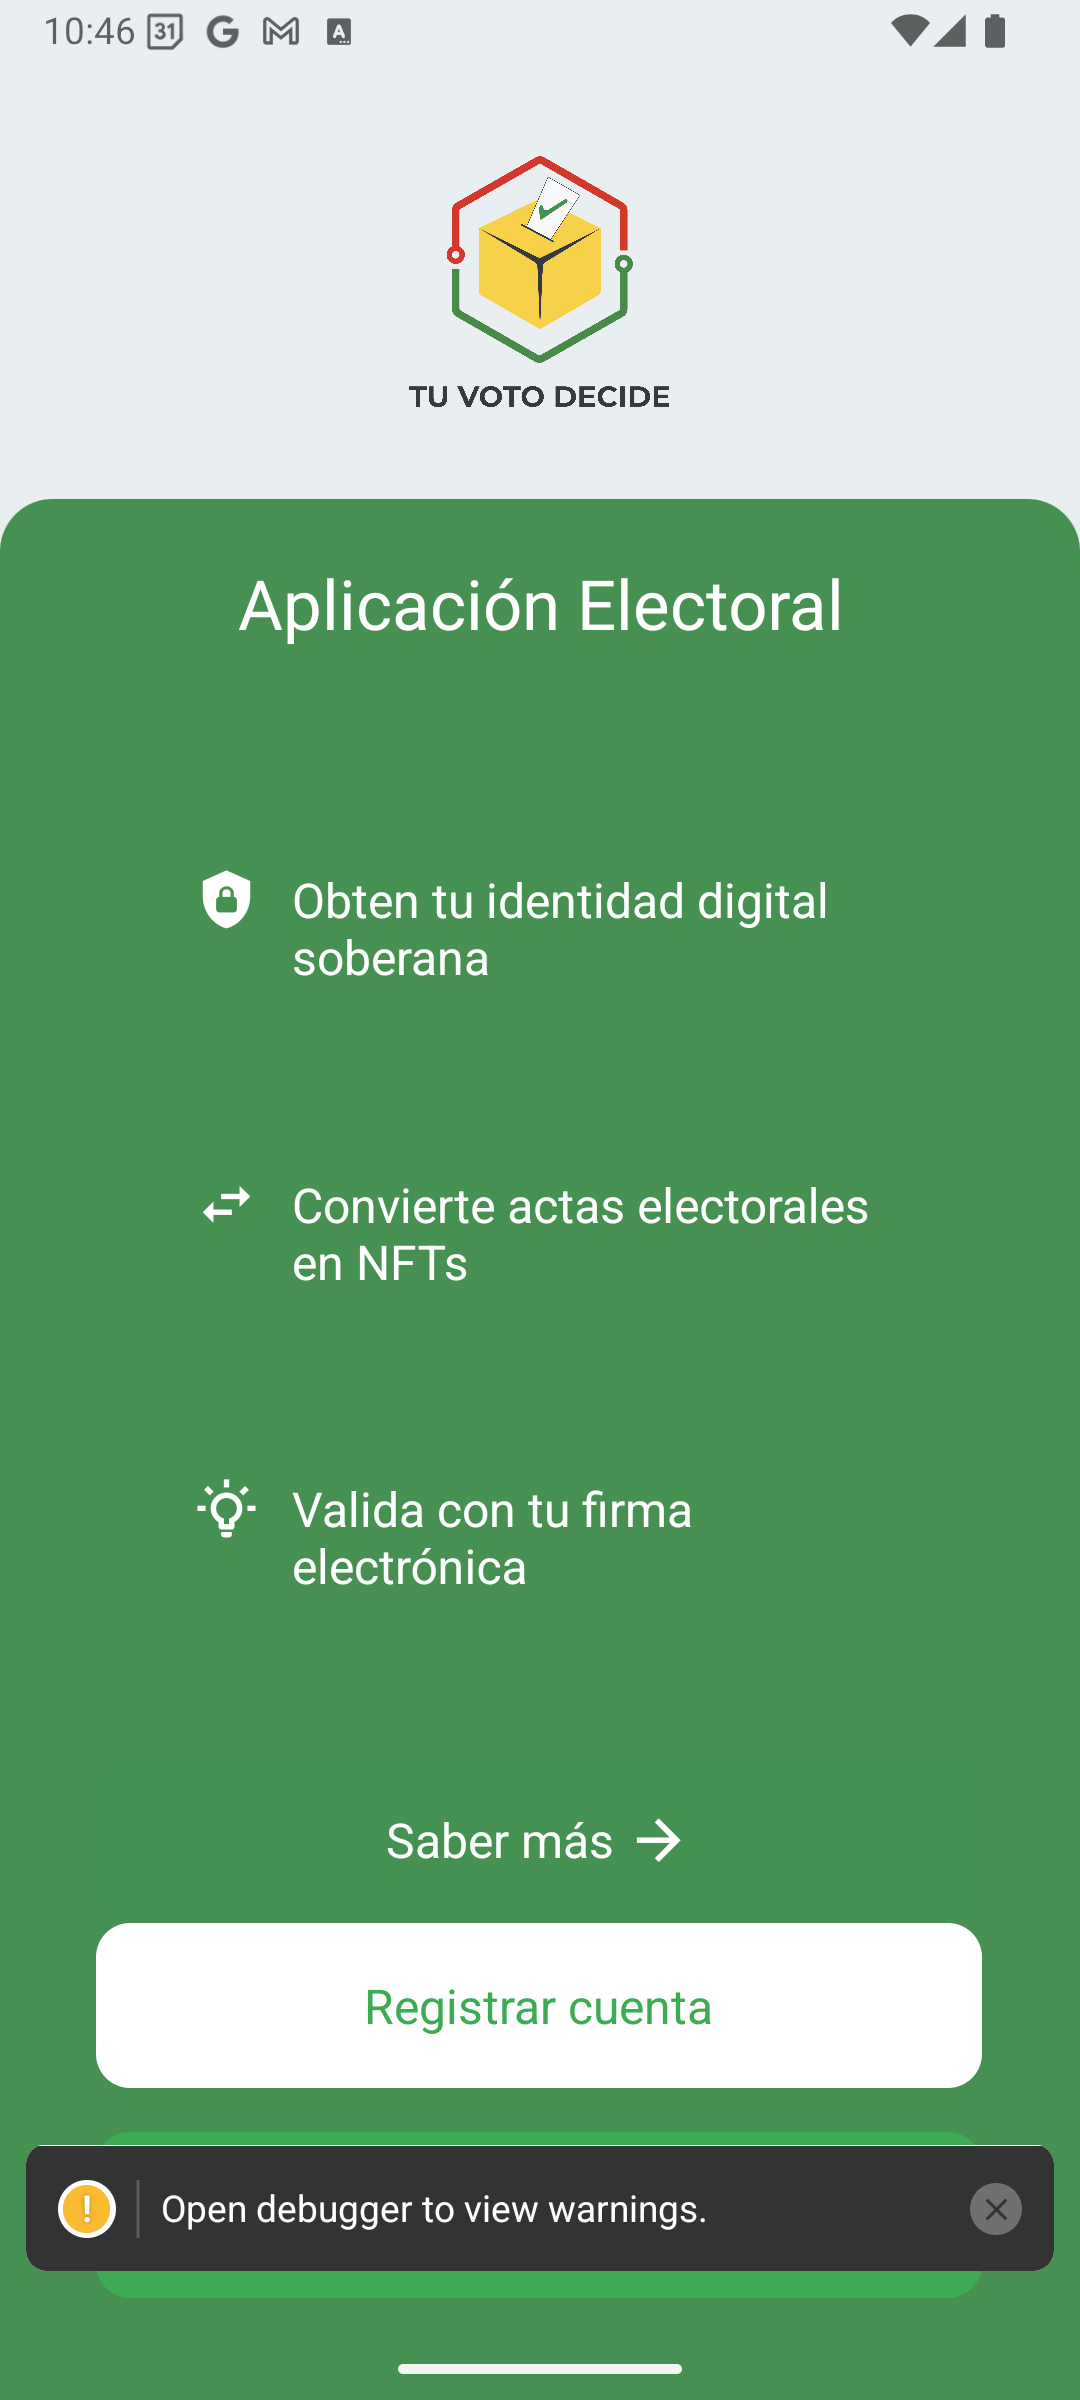 10:46
31
G
M
A
TU VOTO DECIDE
Aplicación Electoral
Obten tu identidad digital
soberana
Convierte actas electorales
en NFTs
Valida con tu firma
electrónica
Saber más
Registrar cuenta
Open debugger to view warnings.